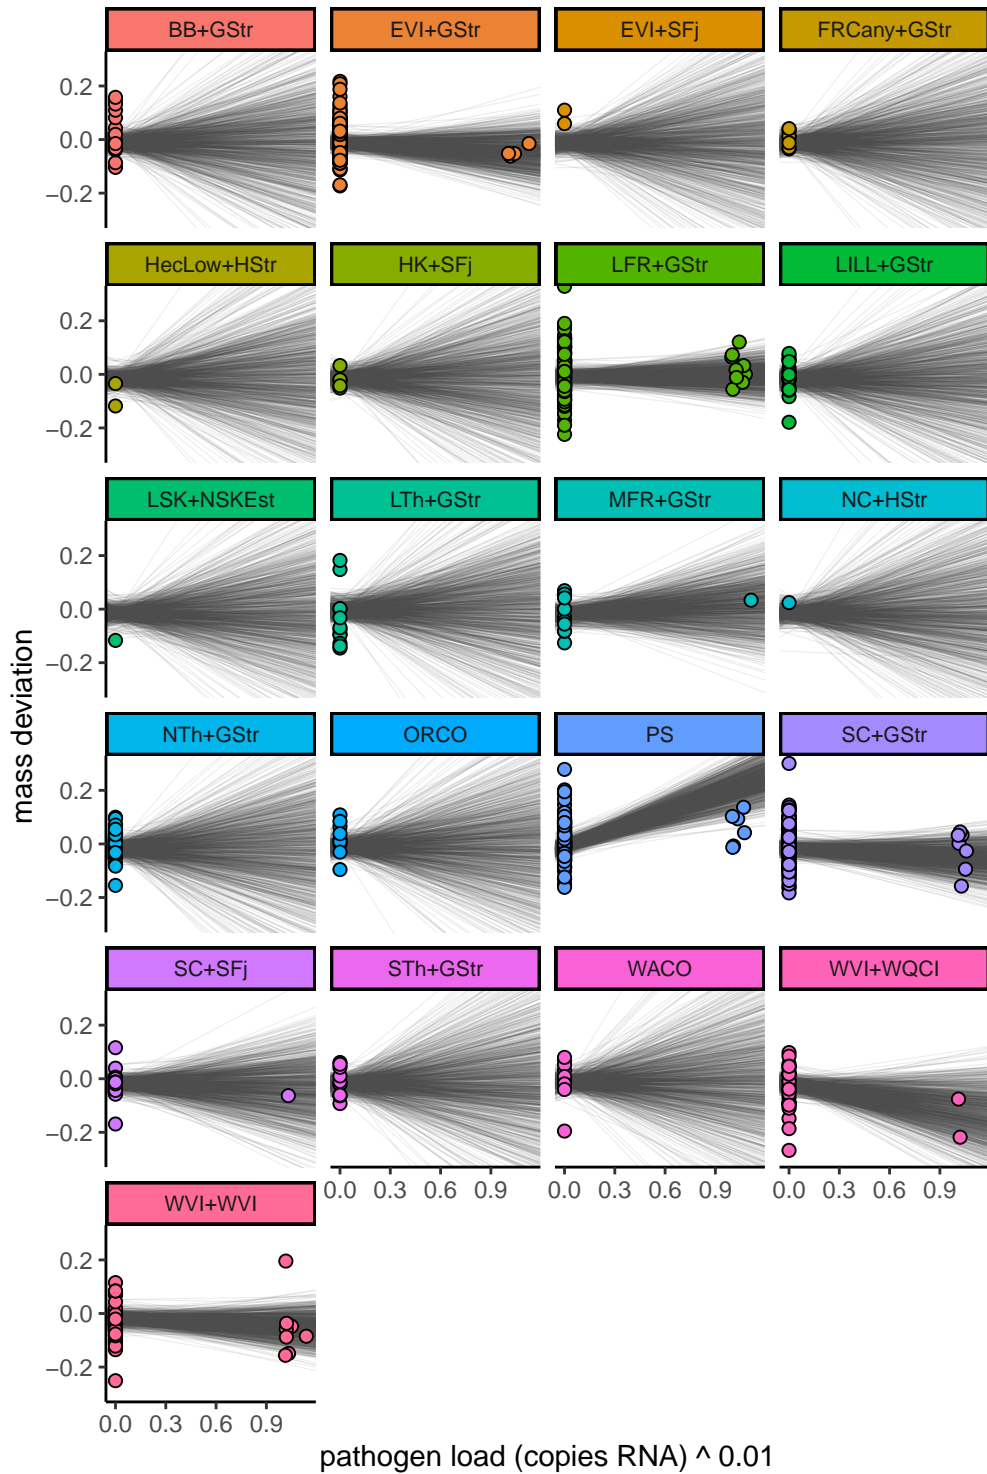 BB+GStr EVI+GStr EVI+SFj FRCany+GStr
0.2
0.0
−0.2
HecLow+HStr HK+SFj LFR+GStr LILL+GStr
0.2
0.0
−0.2
LSK+NSKEst LTh+GStr MFR+GStr NC+HStr
0.2
0.0
−0.2
mass deviation
NTh+GStr ORCO PS SC+GStr
0.2
0.0
−0.2
SC+SFj STh+GStr WACO WVI+WQCI
0.2
0.0
−0.2
0.0 0.3 0.6 0.9 0.0 0.3 0.6 0.9 0.0 0.3 0.6 0.9
WVI+WVI
0.2
0.0
−0.2
0.0 0.3 0.6 0.9
pathogen load (copies RNA) ^ 0.01